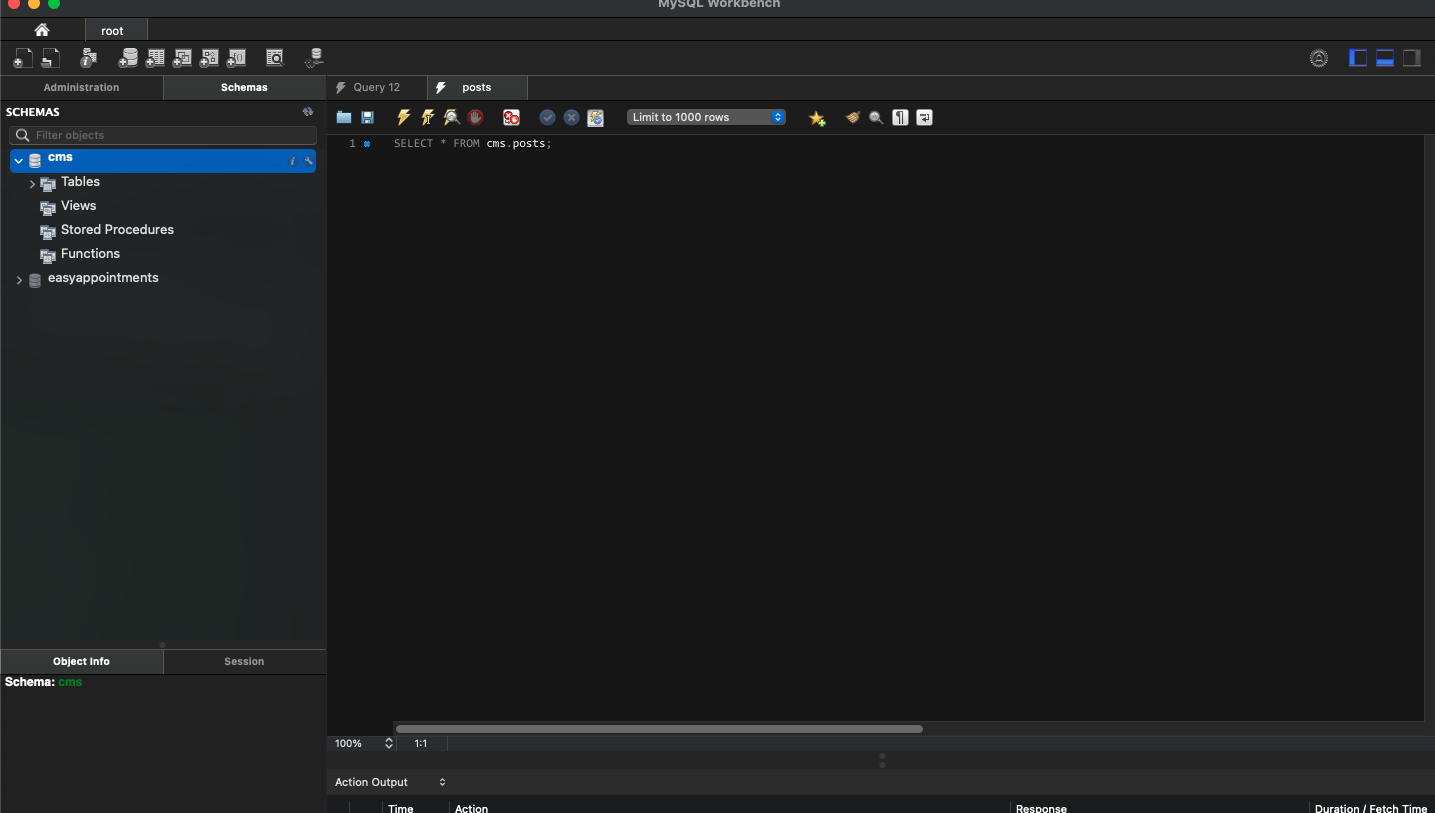 MySQL Workbench
root
Administration
Schemas
Query 12
posts
SCHEMAS
Filter objects
Limit to 1000 rows
cms
Tables
Views
Stored Procedures
Functions
easyappointments
1 SELECT * FROM cms.posts;
Object Info
Session
Schema: cms
100%
1:1
Action Output
Time
Action
Response
Duration / Fetch Time